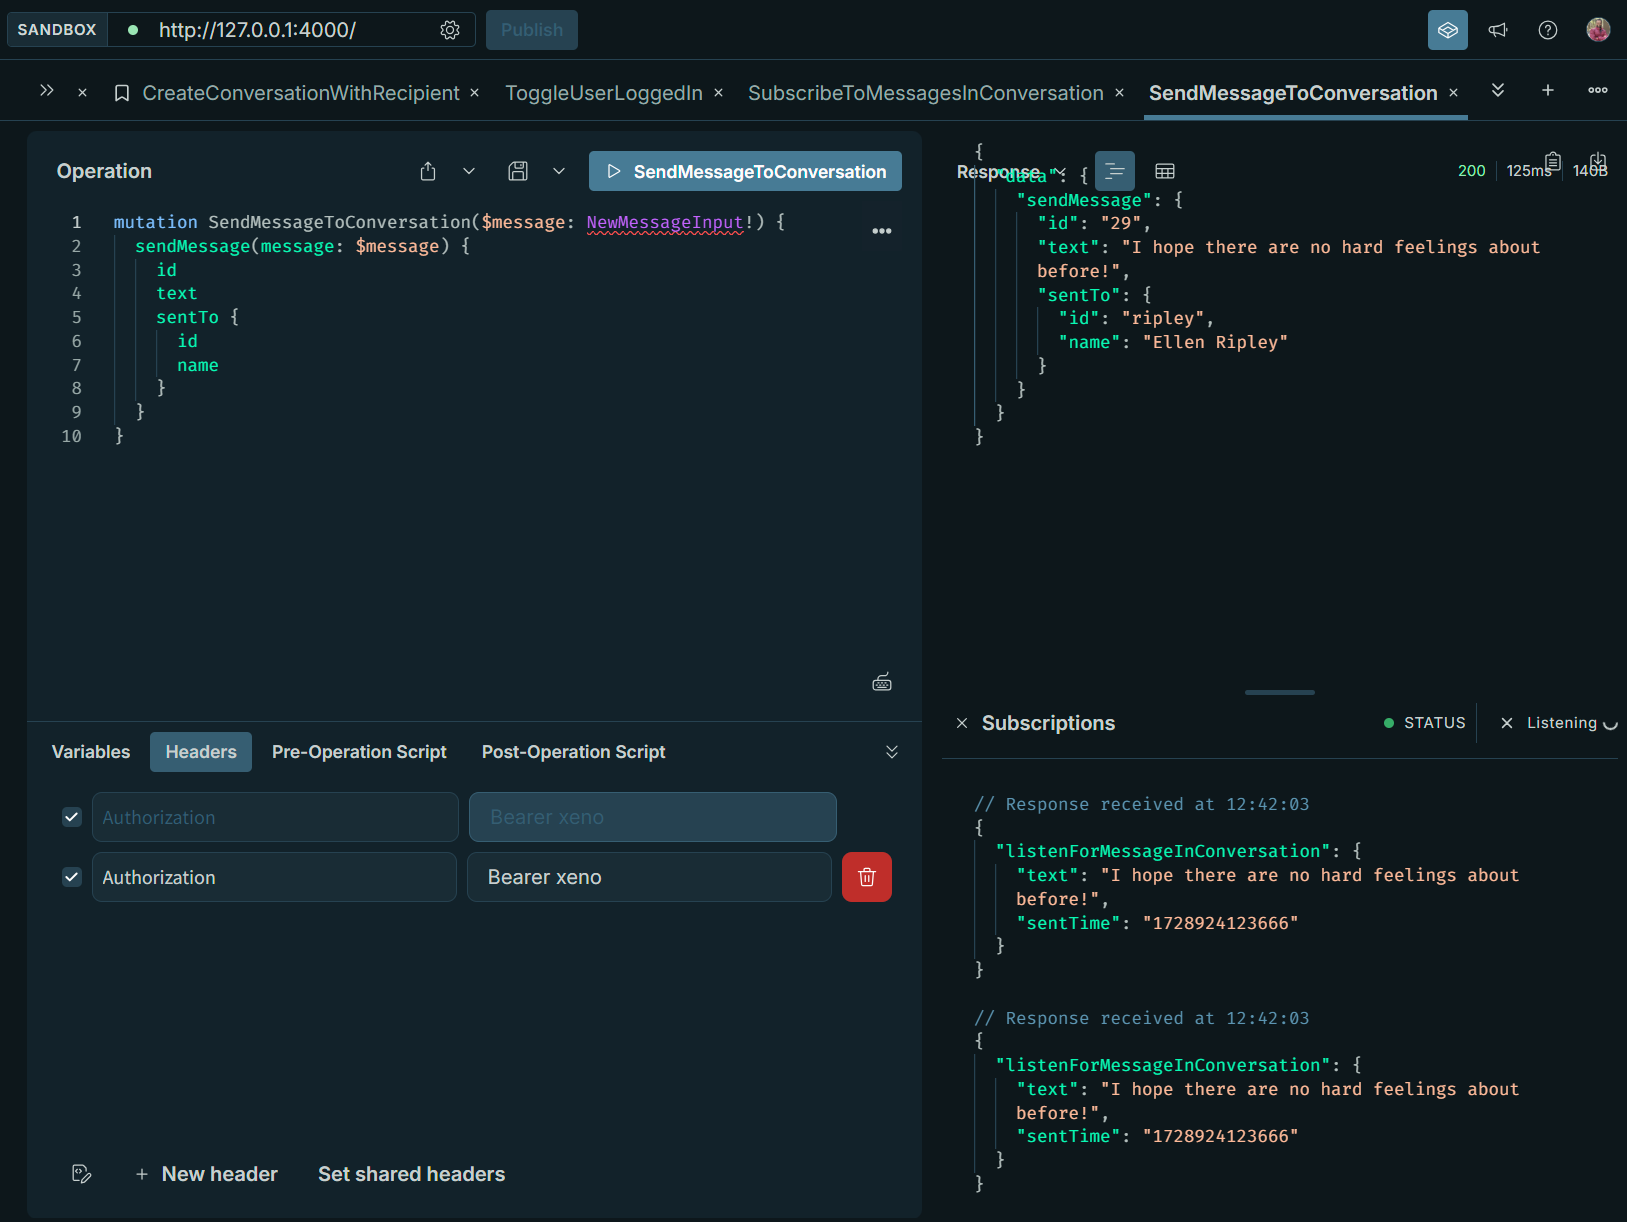 SANDBOX http://127.0.0.1:4000/ Publish
CreateConversationWithRecipient ToggleUserLoggedIn SubscribeToMessagesInConversation SendMessageToConversation
Operation SendMessageToConversation
1 mutation SendMessageToConversation($message: NewMessageInput!) {
2 sendMessage(message: $message) {
3 id
4 text
5 sentTo {
6 id
7 name
8 }
9 }
10 }
Variables Headers Pre-Operation Script Post-Operation Script
Authorization Bearer xeno
Authorization Bearer xeno
+ New header Set shared headers
Response 200 125ms 140B
{
"data": {
"sendMessage": {
"id": "29",
"text": "I hope there are no hard feelings about
before!",
"sentTo": {
"id": "ripley",
"name": "Ellen Ripley"
}
}
}
}
Subscriptions STATUS Listening
// Response received at 12:42:03
{
"listenForMessageInConversation": {
"text": "I hope there are no hard feelings about
before!",
"sentTime": "1728924123666"
}
}
// Response received at 12:42:03
{
"listenForMessageInConversation": {
"text": "I hope there are no hard feelings about
before!",
"sentTime": "1728924123666"
}
}